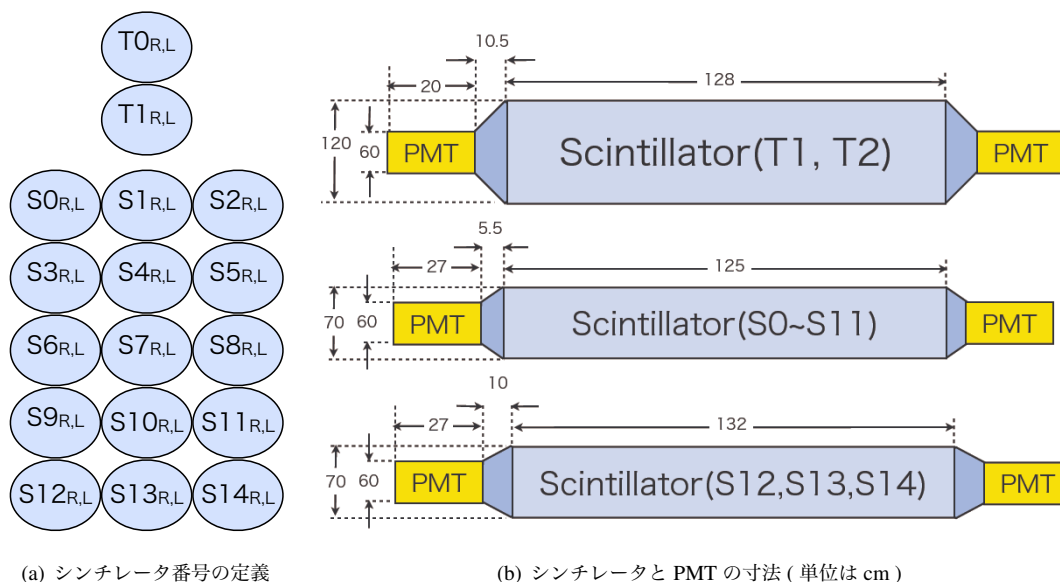 T0R,L
T1R,L
S0R,L S1R,L S2R,L
S3R,L S4R,L S5R,L
S6R,L S7R,L S8R,L
S9R,L S10R,L S11R,L
S12R,L S13R,L S14R,L
(a) シンチレータ番号の定義
10.5
20
128
120
60
PMT
Scintillator(T1, T2)
PMT
5.5
27
125
70
60
PMT
Scintillator(S0~S11)
PMT
10
27
132
70
60
PMT
Scintillator(S12,S13,S14)
PMT
(b) シンチレータと PMT の寸法 ( 単位は cm )